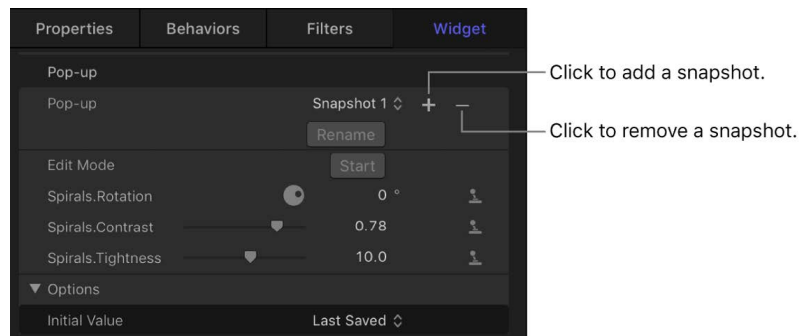 Properties Behaviors Filters Widget
Pop-up
Click to add a snapshot.
Pop-up Snapshot 1 + −
Rename
Click to remove a snapshot.
Edit Mode Start
Spirals.Rotation 0 °
Spirals.Contrast 0.78
Spirals.Tightness 10.0
Options
Initial Value Last Saved